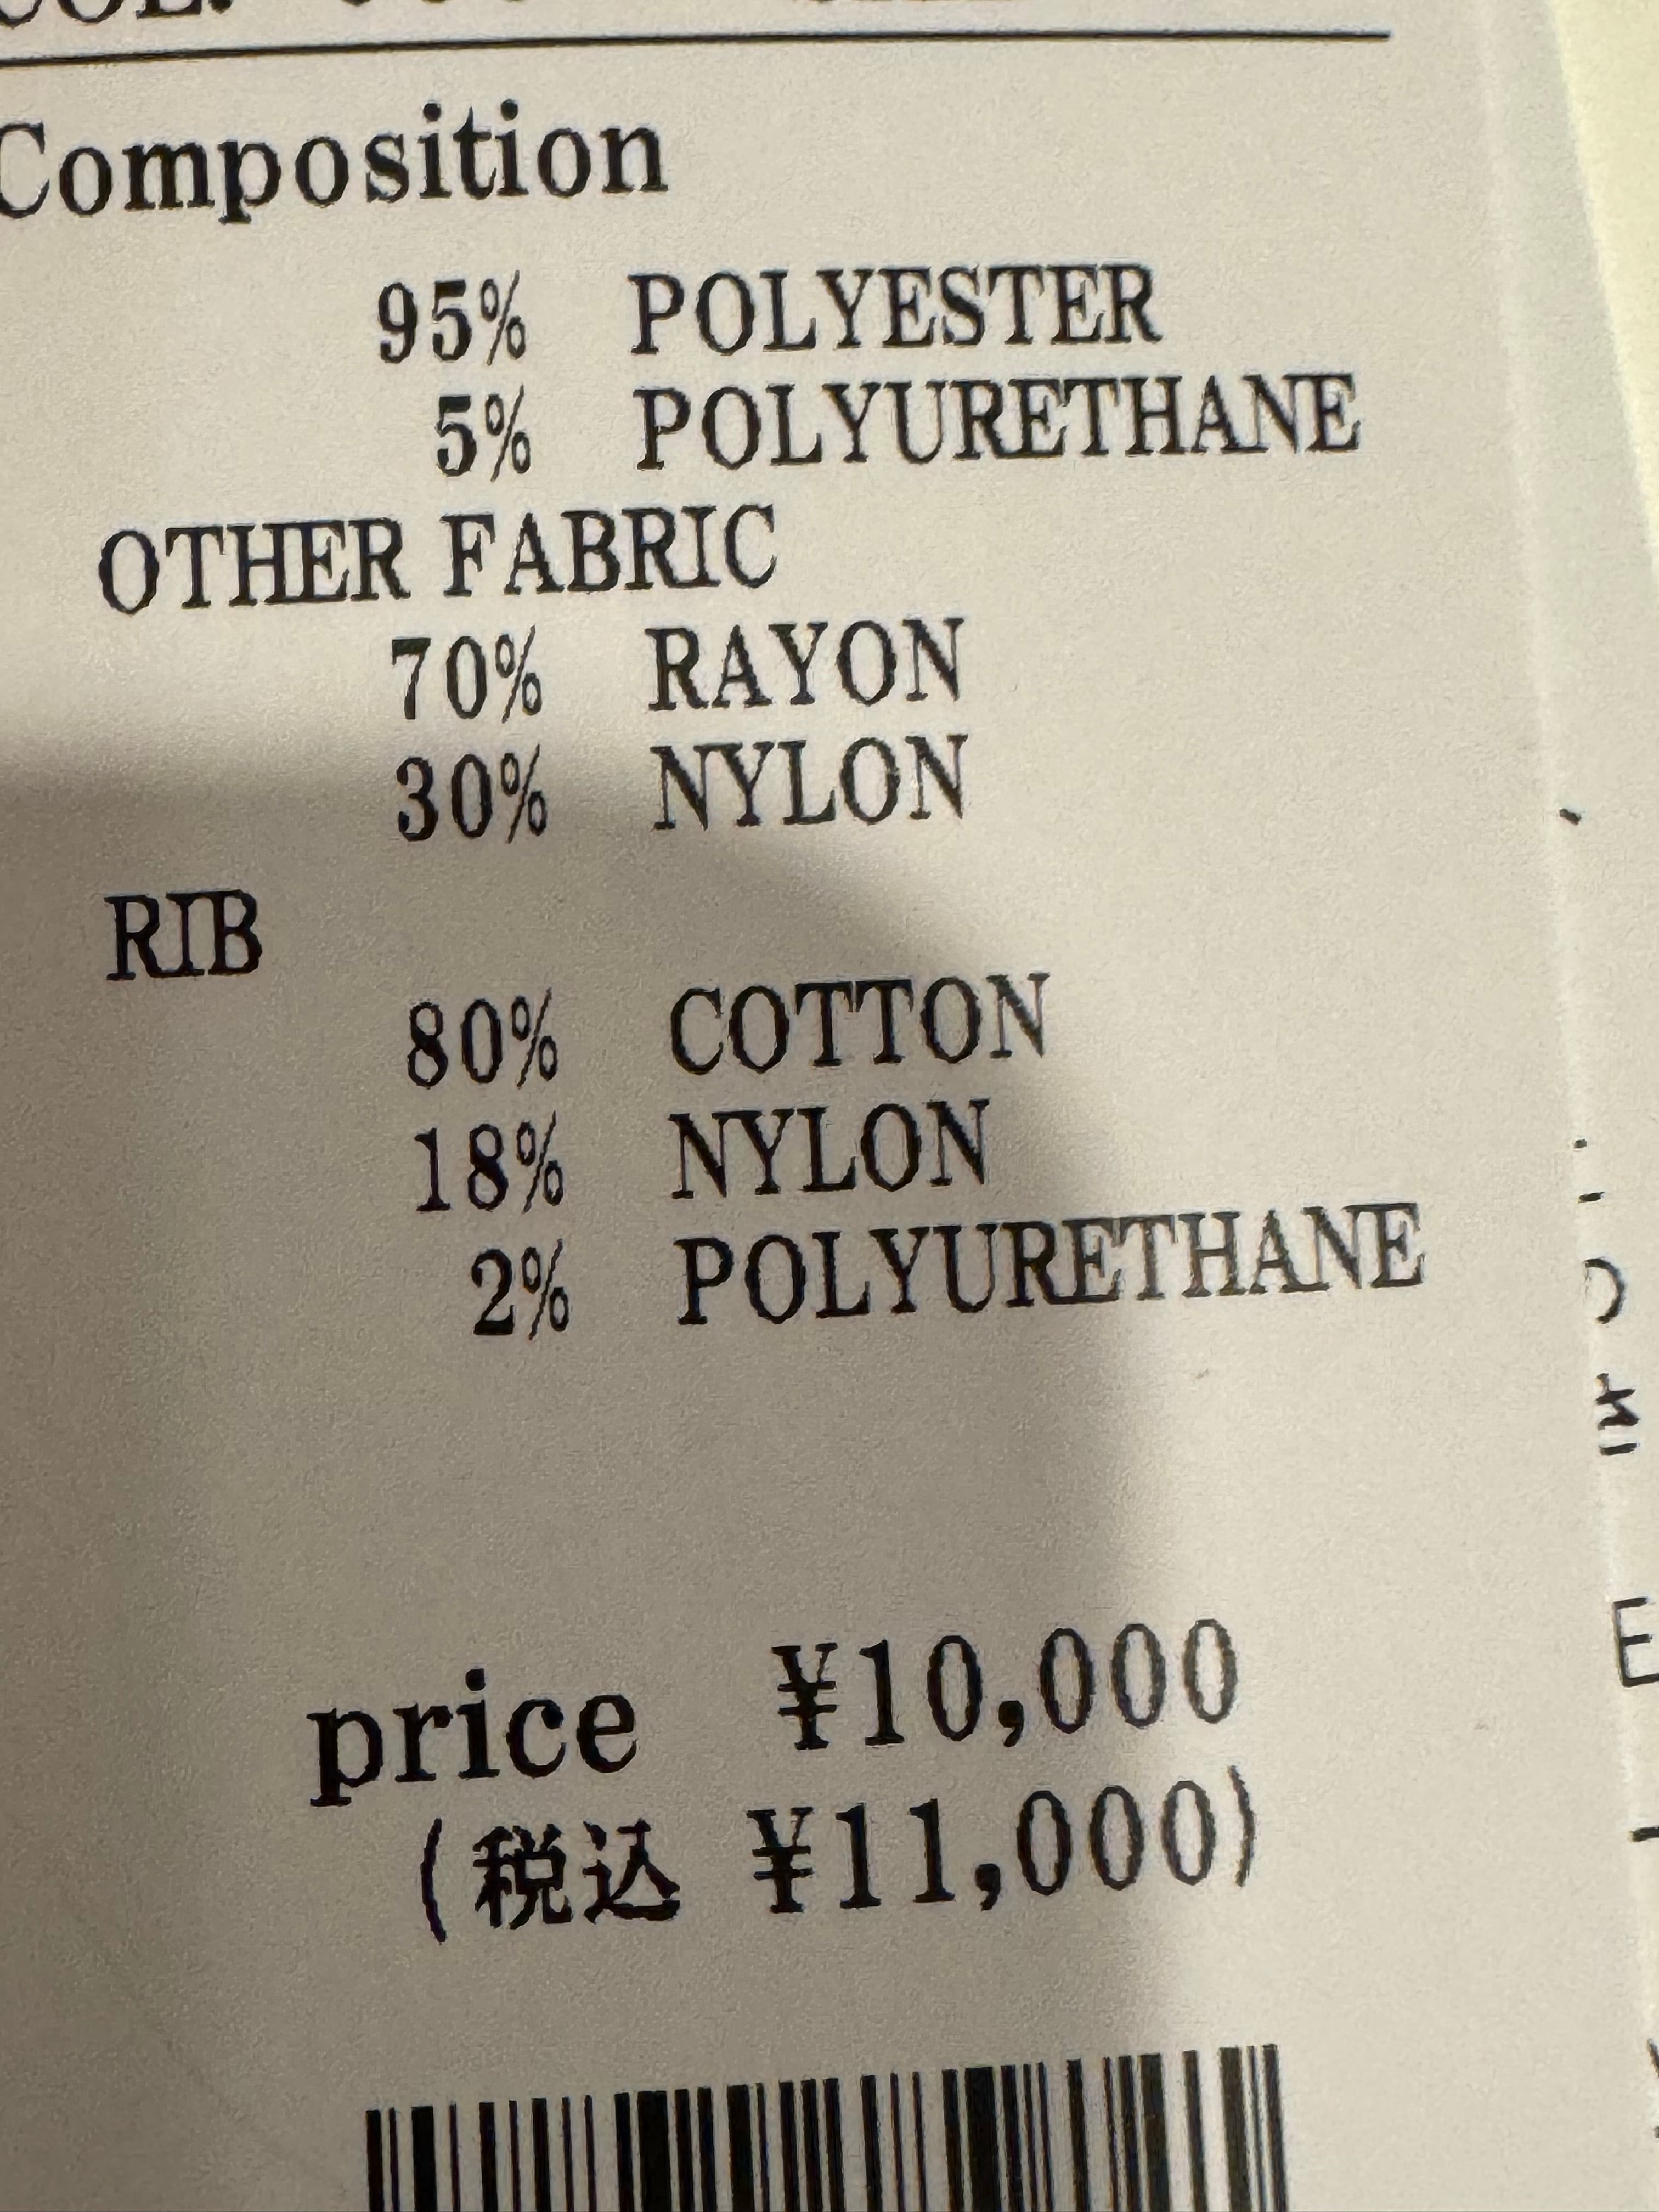 Composition
95% POLYESTER
5% POLYURETHANE
OTHER FABRIC
70% RAYON
30% NYLON
RIB
80% COTTON
18% NYLON
2% POLYURETHANE
price ¥10,000
(税込 ¥11,000)